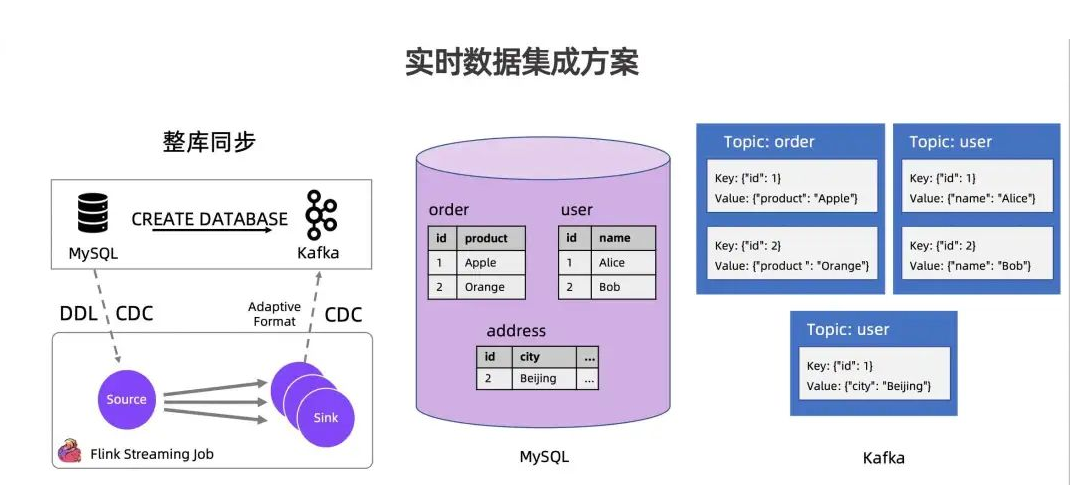 实时数据集成方案
整库同步
CREATE DATABASE
MySQL
Kafka
DDL
CDC
Adaptive
Format
CDC
Source
Sink
Flink Streaming Job
order
id product
1 Apple
2 Orange
user
id name
1 Alice
2 Bob
address
id city ...
2 Beijing ...
MySQL
Topic: order
Key: {"id": 1}
Value: {"product": "Apple"}
Key: {"id": 2}
Value: {"product ": "Orange"}
Topic: user
Key: {"id": 1}
Value: {"name": "Alice"}
Key: {"id": 2}
Value: {"name": "Bob"}
Topic: user
Key: {"id": 1}
Value: {"city": "Beijing"}
Kafka